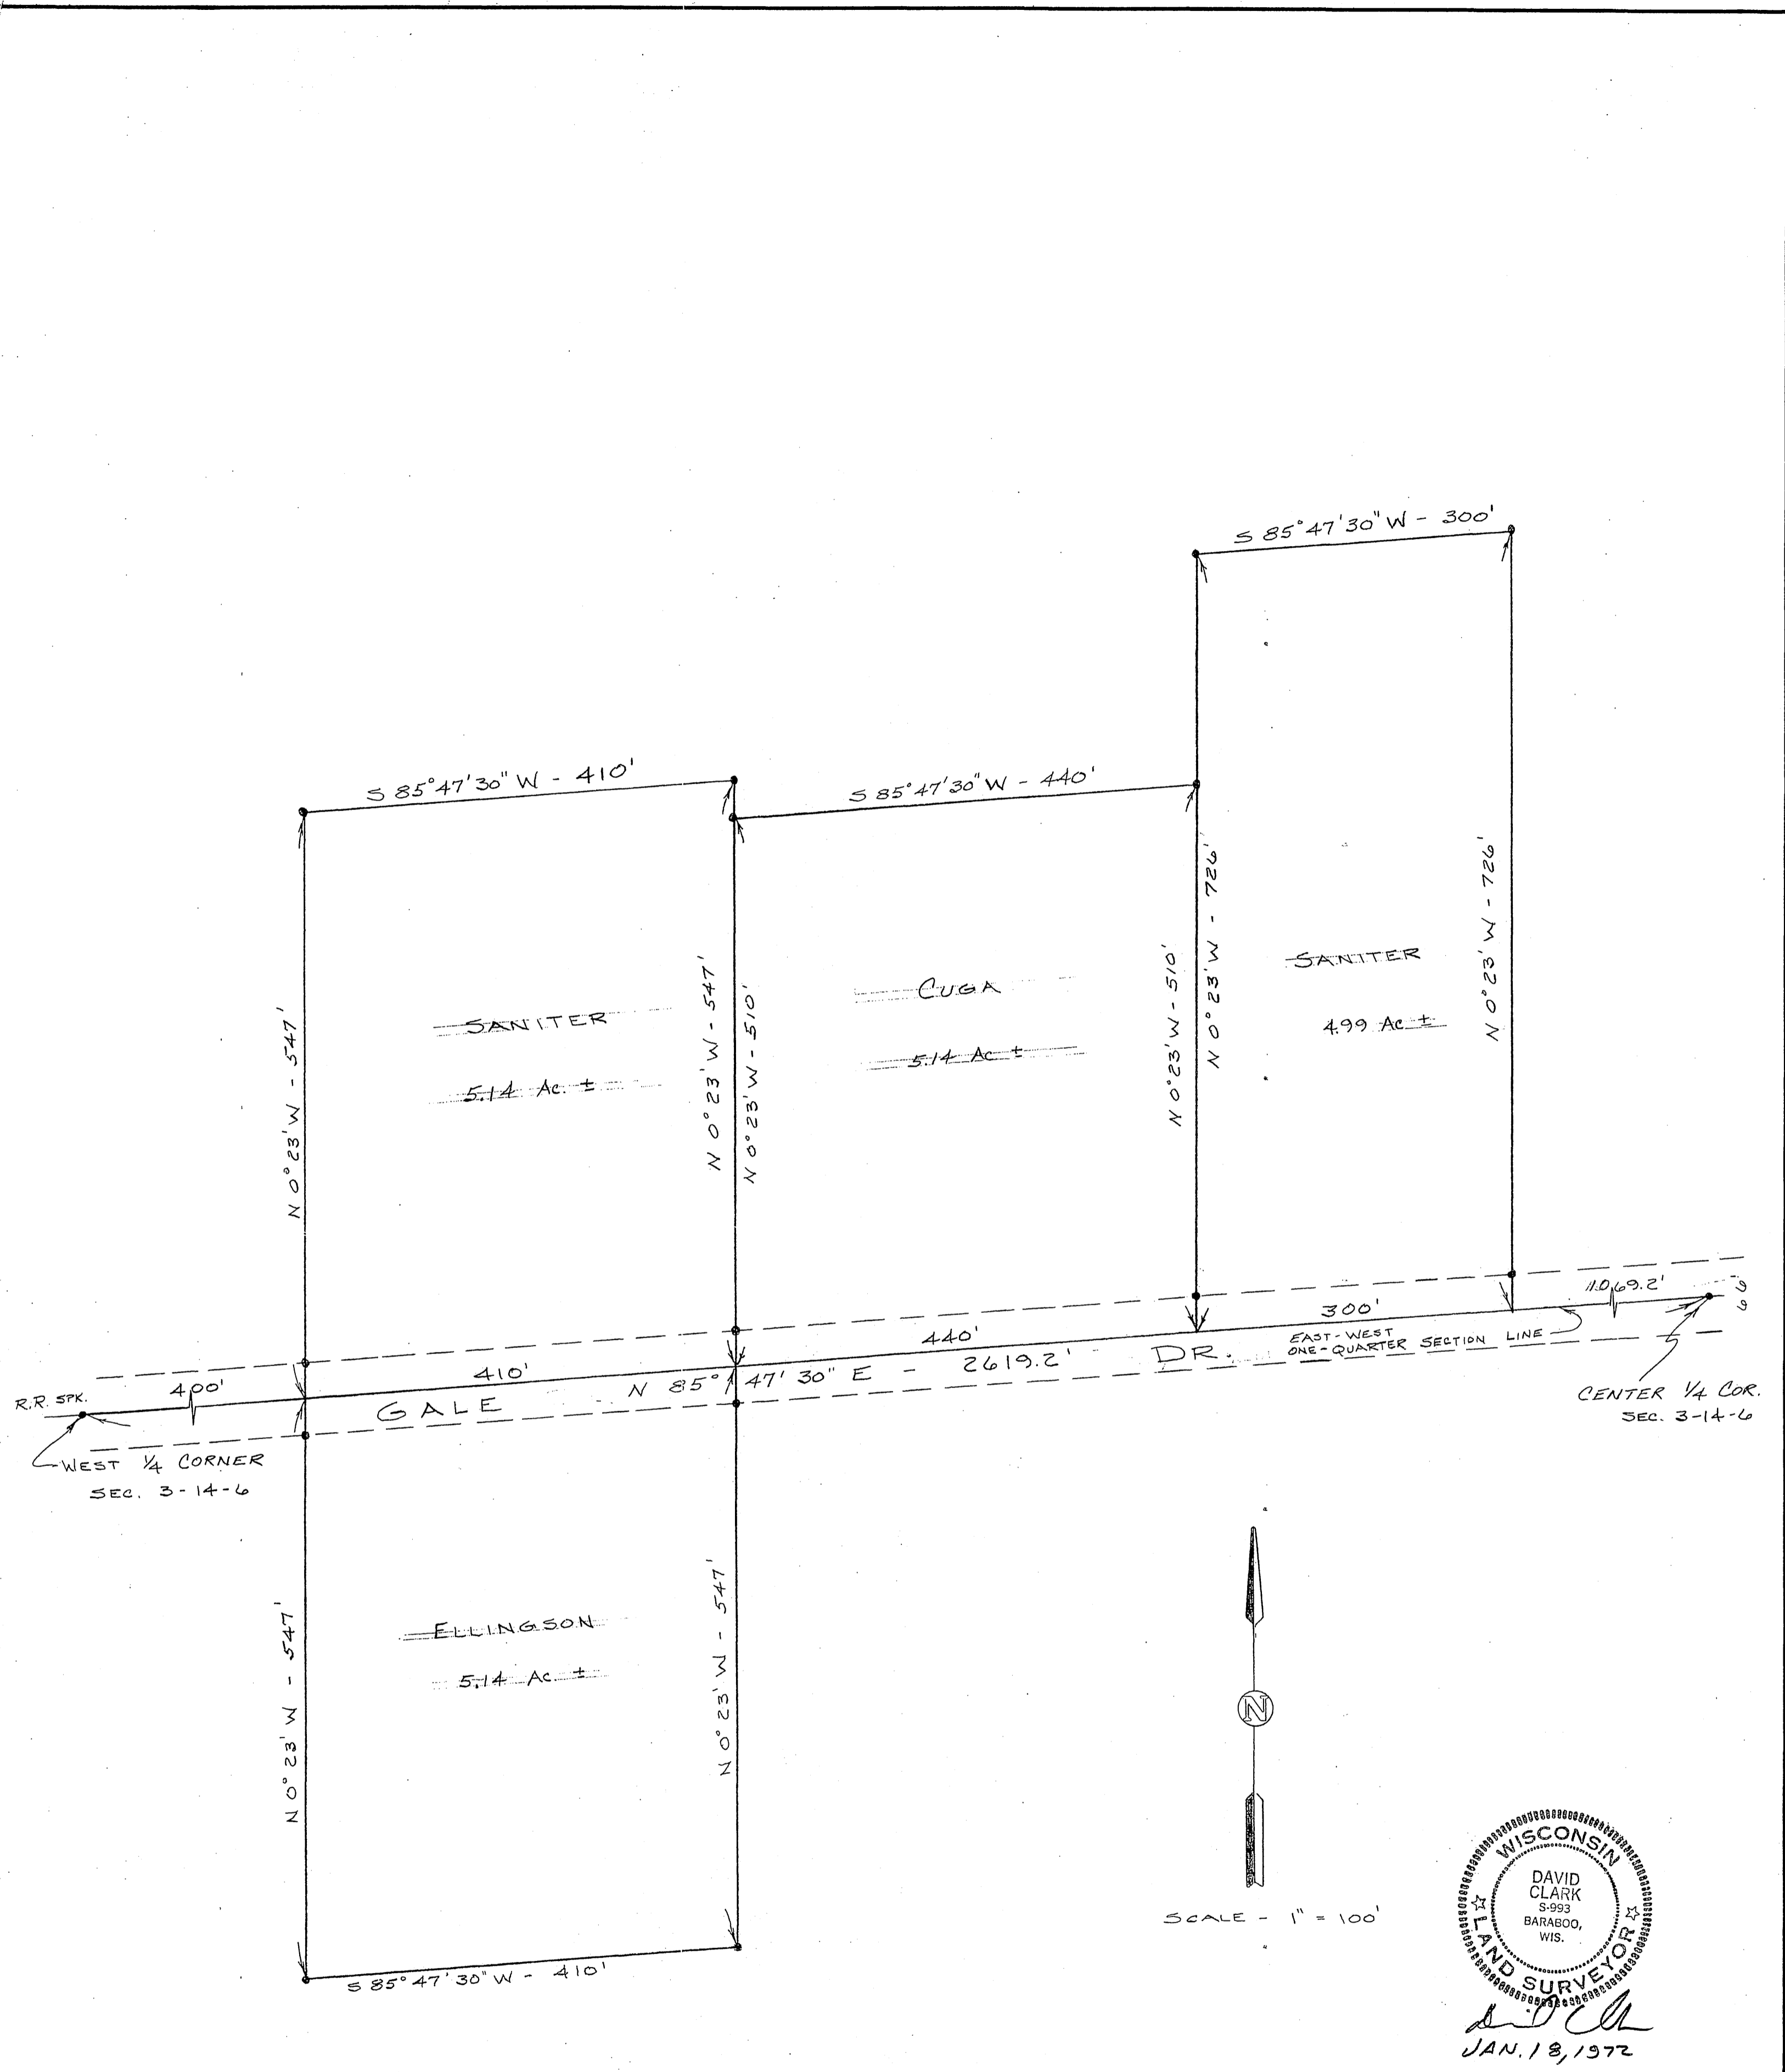 S 85°47'30" W - 300'
S 85°47'30" W - 410'
S 85°47'30" W - 440'
N 0°23' W - 547'
SANITER
5.14 Ac. ±
N 0°23' W - 547'
N 0°23' W - 510'
CUGA
5.14 Ac ±
N 0°23' W - 510'
N 0°23' W - 726'
SANITER
4.99 Ac ±
N 0°23' W - 726'
R.R. SPK.
400'
410'
440'
300'
1,069.2'
GALE
N 85° 47' 30" E - 2619.2'
DR.
EAST-WEST
ONE-QUARTER SECTION LINE
WEST 1/4 CORNER
SEC. 3-14-6
CENTER 1/4 COR.
SEC. 3-14-6
N 0° 23' W - 547'
ELLINGSON
5.14 Ac ±
N 0° 23' W - 547'
S 85°47'30" W - 410'
N
SCALE - 1" = 100'
WISCONSIN
DAVID
CLARK
S-993
BARABOO,
WIS.
LAND SURVEYOR
JAN. 18, 1972